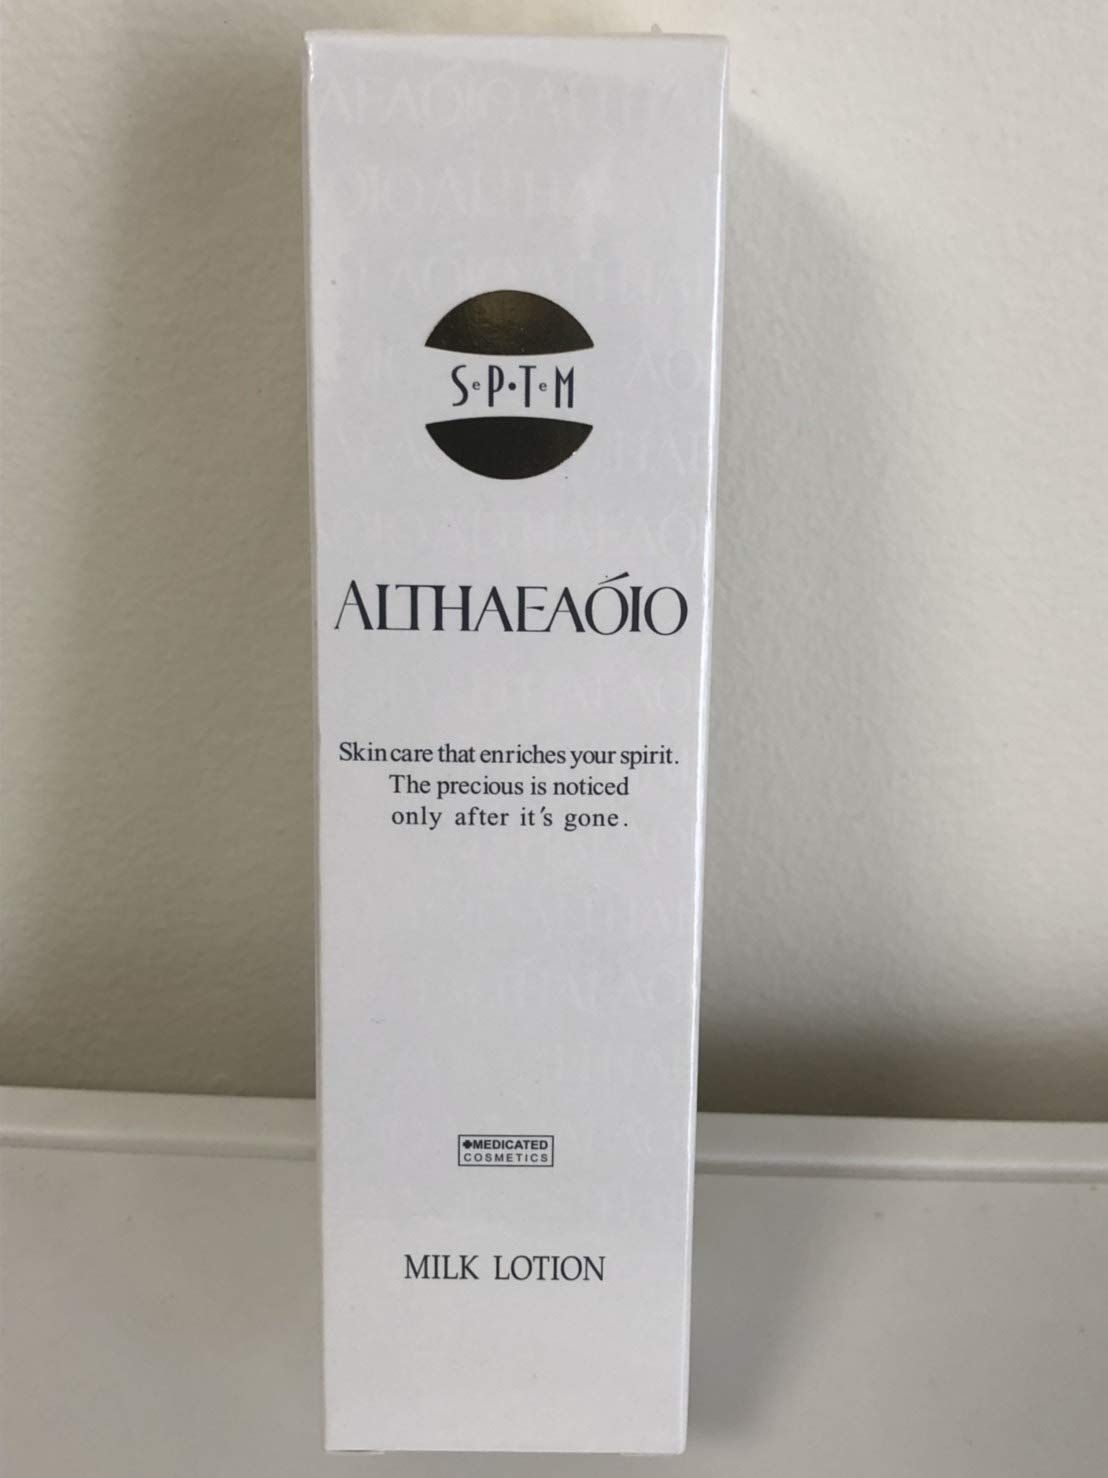 SePTeM
ALTHAEAÓIO
Skin care that enriches your spirit.
The precious is noticed
only after it's gone.
MEDICATED
COSMETICS
MILK LOTION